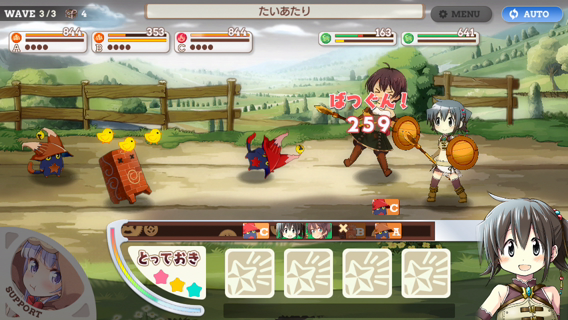 WAVE 3/3 4
たいあたり
MENU
AUTO
844
353
844
163
641
A
B
C
ばつぐん!
259
C
C
B
A
とっておき
SUPPORT